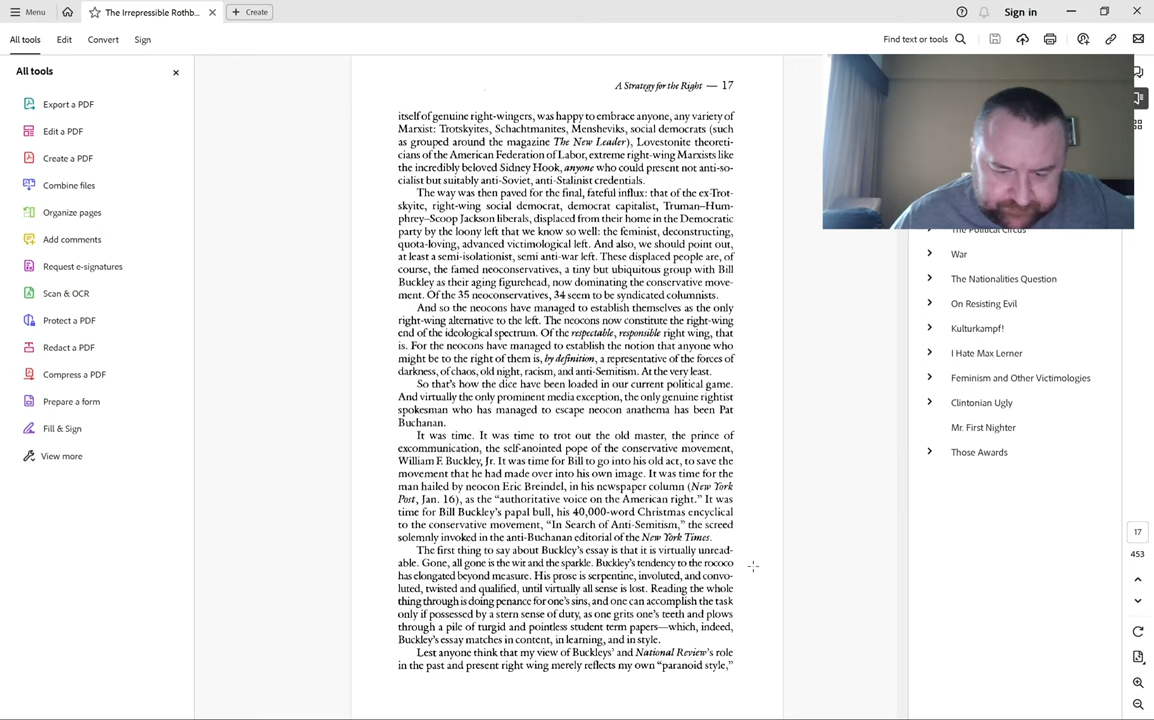 Menu
The Irrepressible Rothb...
Create
Sign in
All tools
Edit
Convert
Sign
Find text or tools
All tools
Export a PDF
Edit a PDF
Create a PDF
Combine files
Organize pages
Add comments
Request e-signatures
Scan & OCR
Protect a PDF
Redact a PDF
Compress a PDF
Prepare a form
Fill & Sign
View more
A Strategy for the Right — 17
itself of genuine right-wingers, was happy to embrace anyone, any variety of
Marxist: Trotskyites, Schachtmanites, Mensheviks, social democrats (such
as grouped around the magazine The New Leader), Lovestonite theoreti-
cians of the American Federation of Labor, extreme right-wing Marxists like
the incredibly beloved Sidney Hook, anyone who could present not anti-so-
cialist but suitably anti-Soviet, anti-Stalinist credentials.
The way was then paved for the final, fateful influx: that of the ex-Trot-
skyite, right-wing social democrat, democrat capitalist, Truman–Hum-
phrey–Scoop Jackson liberals, displaced from their home in the Democratic
party by the loony left that we know so well: the feminist, deconstructing,
quota-loving, advanced victimological left. And also, we should point out,
at least a semi-isolationist, semi anti-war left. These displaced people are, of
course, the famed neoconservatives, a tiny but ubiquitous group with Bill
Buckley as their aging figurehead, now dominating the conservative move-
ment. Of the 35 neoconservatives, 34 seem to be syndicated columnists.
And so the neocons have managed to establish themselves as the only
right-wing alternative to the left. The neocons now constitute the right-wing
end of the ideological spectrum. Of the respectable, responsible right wing, that
is. For the neocons have managed to establish the notion that anyone who
might be to the right of them is, by definition, a representative of the forces of
darkness, of chaos, old night, racism, and anti-Semitism. At the very least.
So that's how the dice have been loaded in our current political game.
And virtually the only prominent media exception, the only genuine rightist
spokesman who has managed to escape neocon anathema has been Pat
Buchanan.
It was time. It was time to trot out the old master, the prince of
excommunication, the self-anointed pope of the conservative movement,
William F. Buckley, Jr. It was time for Bill to go into his old act, to save the
movement that he had made over into his own image. It was time for the
man hailed by neocon Eric Breindel, in his newspaper column (New York
Post, Jan. 16), as the "authoritative voice on the American right." It was
time for Bill Buckley's papal bull, his 40,000-word Christmas encyclical
to the conservative movement, "In Search of Anti-Semitism," the screed
solemnly invoked in the anti-Buchanan editorial of the New York Times.
The first thing to say about Buckley's essay is that it is virtually unread-
able. Gone, all gone is the wit and the sparkle. Buckley's tendency to the rococo
has elongated beyond measure. His prose is serpentine, involuted, and convo-
luted, twisted and qualified, until virtually all sense is lost. Reading the whole
thing through is doing penance for one's sins, and one can accomplish the task
only if possessed by a stern sense of duty, as one grits one's teeth and plows
through a pile of turgid and pointless student term papers—which, indeed,
Buckley's essay matches in content, in learning, and in style.
Lest anyone think that my view of Buckleys' and National Review's role
in the past and present right wing merely reflects my own "paranoid style,"
The Political Circus
War
The Nationalities Question
On Resisting Evil
Kulturkampf!
I Hate Max Lerner
Feminism and Other Victimologies
Clintonian Ugly
Mr. First Nighter
Those Awards
17
453